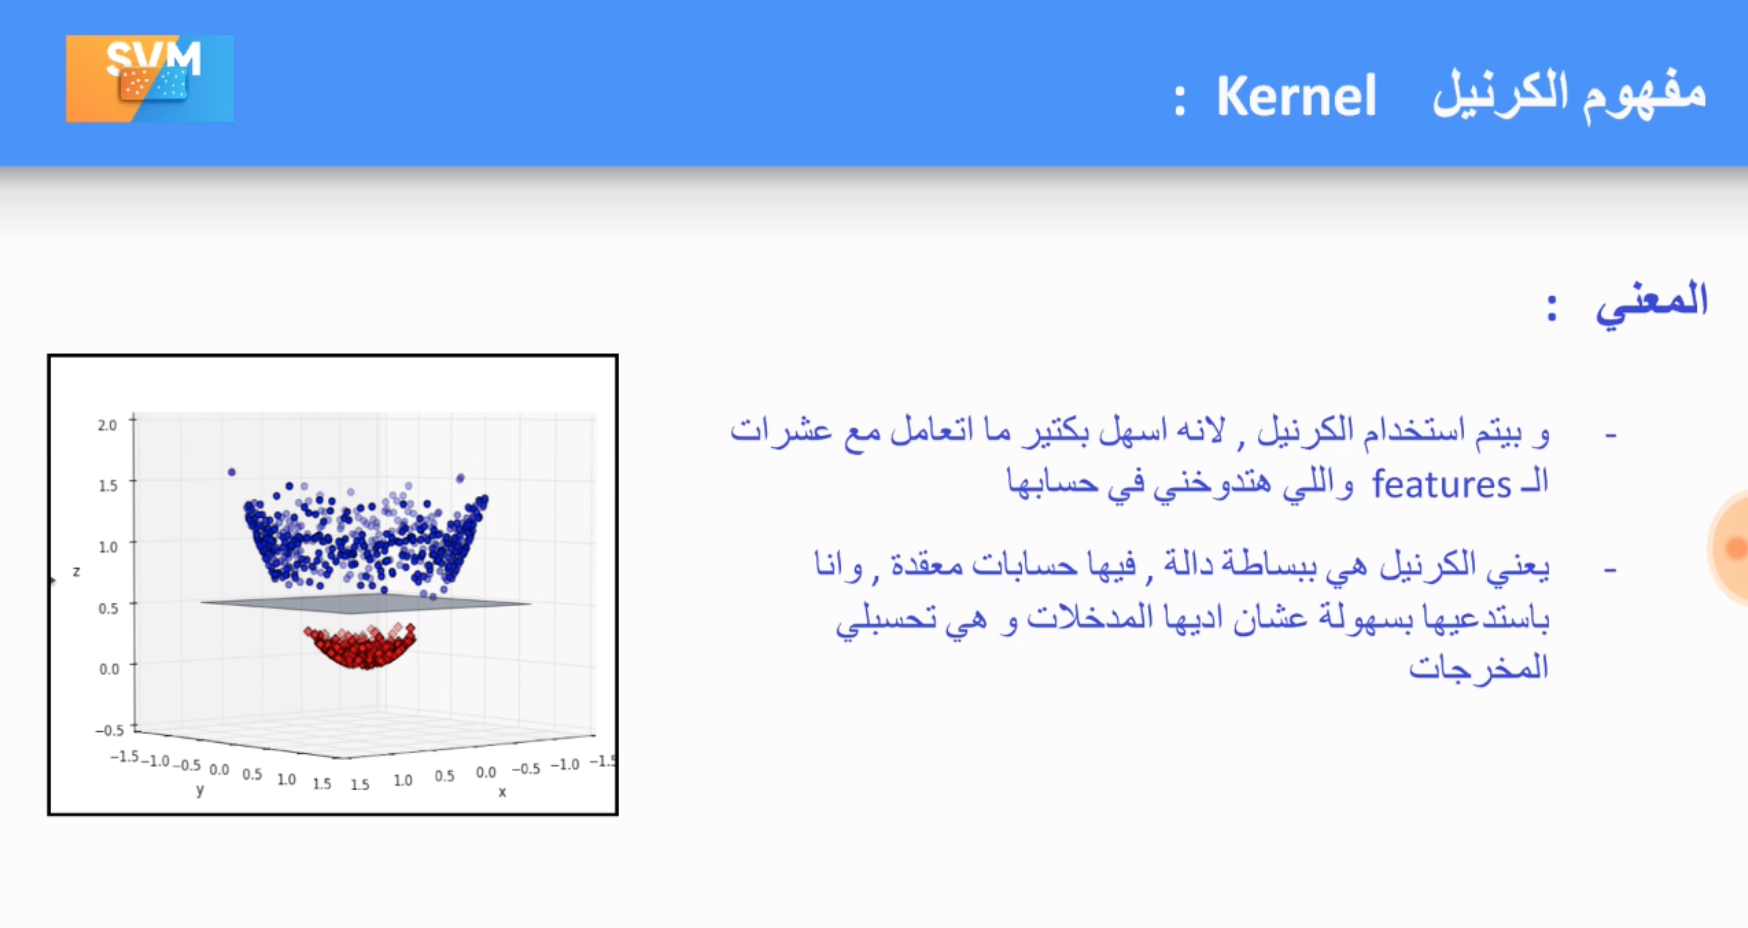 مفهوم الكرنيل Kernel :
SVM
المعني :
- و بيتم استخدام الكرنيل , لانه اسهل بكتير ما اتعامل مع عشرات
الـ features واللي هتدوخني في حسابها
- يعني الكرنيل هي ببساطة دالة , فيها حسابات معقدة , وانا
باستدعيها بسهولة عشان اديها المدخلات و هي تحسبلي
المخرجات
2.0
1.5
1.0
z
0.5
0.0
−0.5
−1.5 −1.0 −0.5 0.0 0.5 1.0 1.5
y
1.5 1.0 0.5 0.0 −0.5 −1.0 −1.5
x